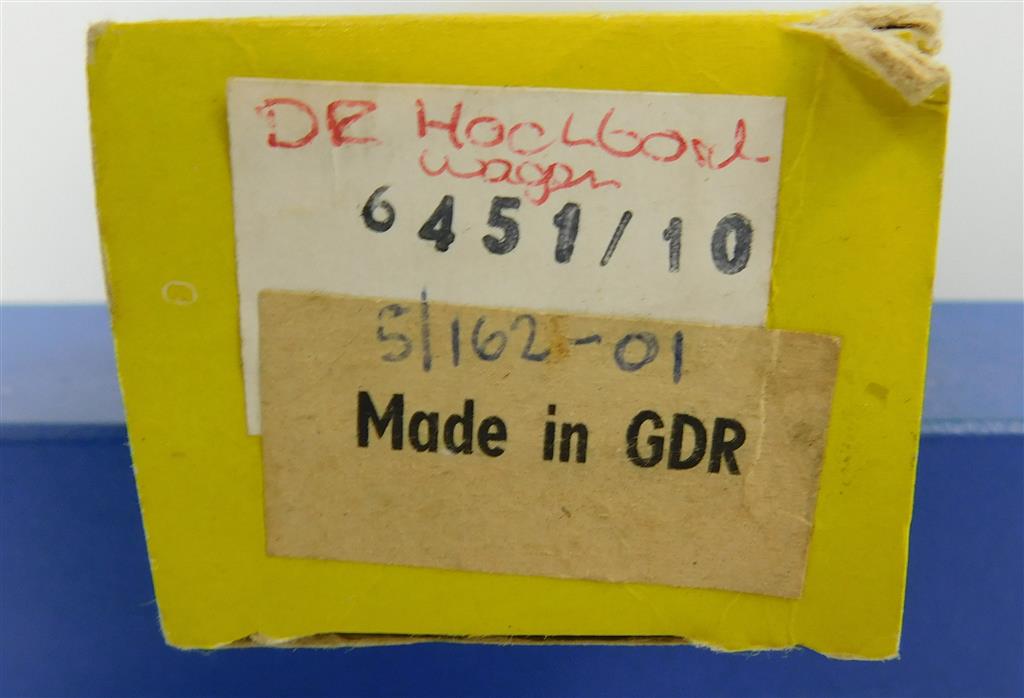 DR Hochbord
wagen
6451/10
5/162-01
Made in GDR